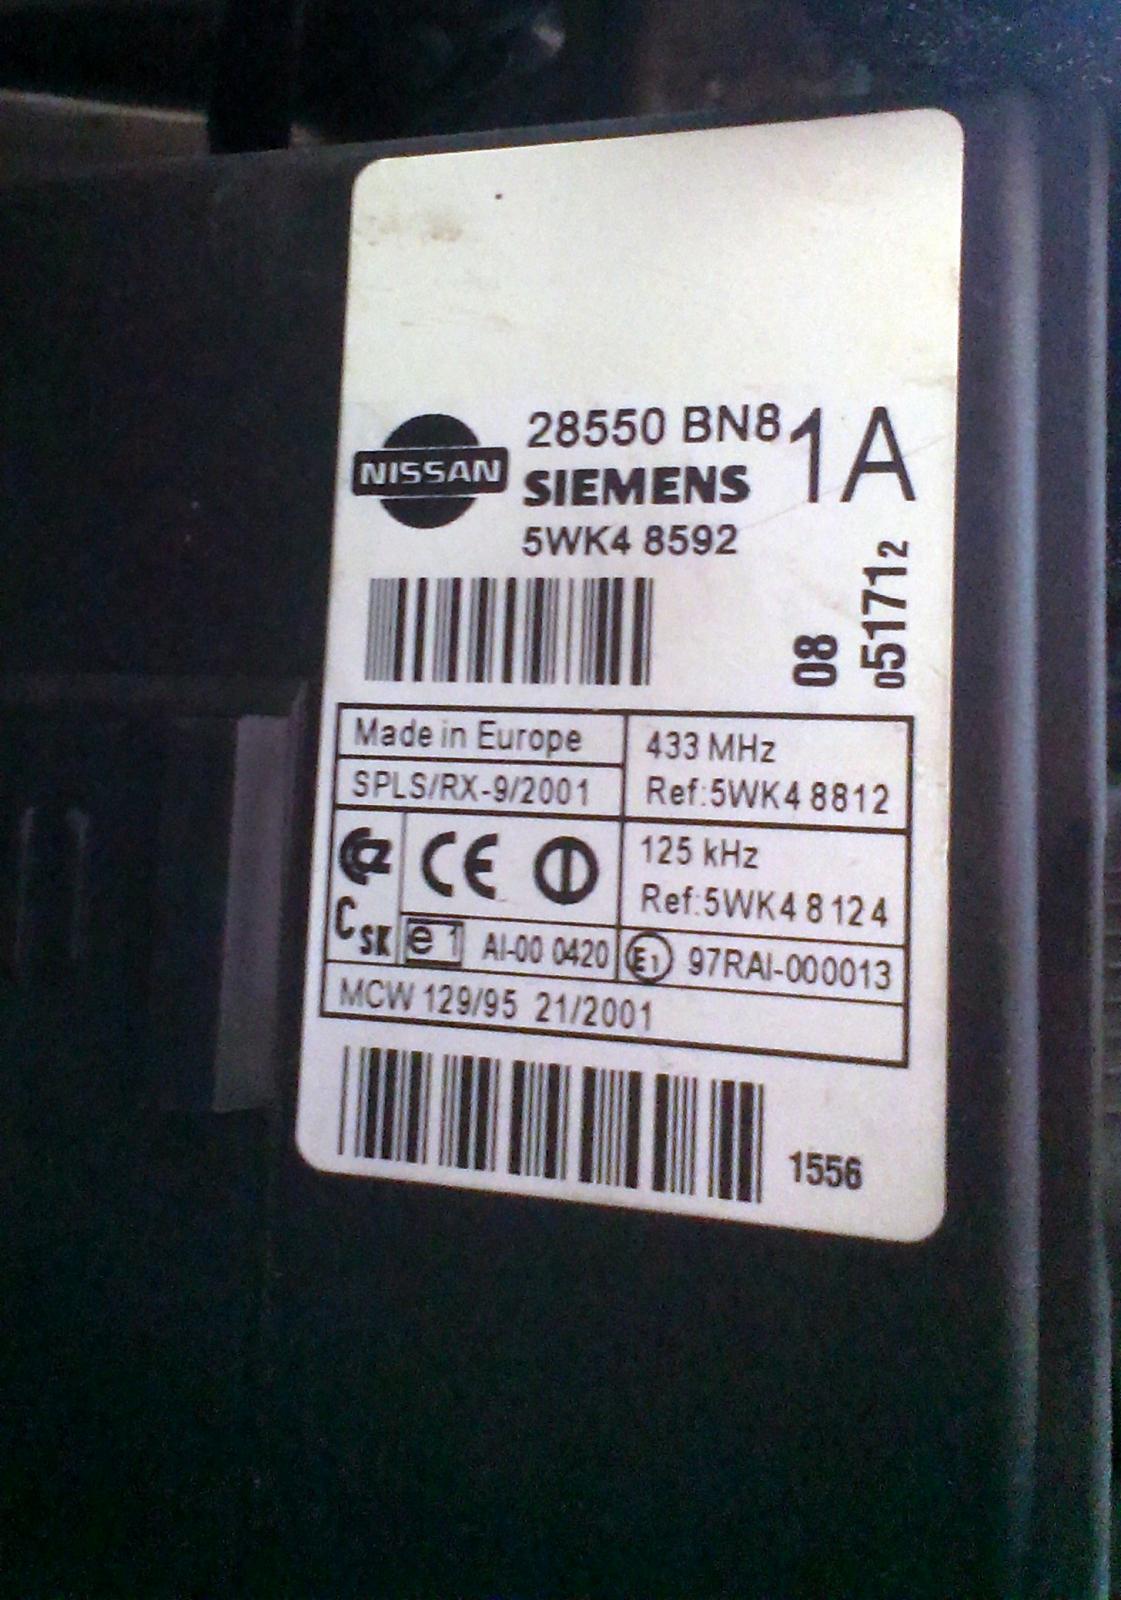 NISSAN
28550 BN8 1A
SIEMENS
5WK4 8592
08
051712
Made in Europe
SPLS/RX-9/2001
433 MHz
Ref:5WK4 8812
CE
125 kHz
Ref:5WK4 8124
CSK
e 1
AI-00 0420
E1
97RAI-000013
MCW 129/95 21/2001
1556